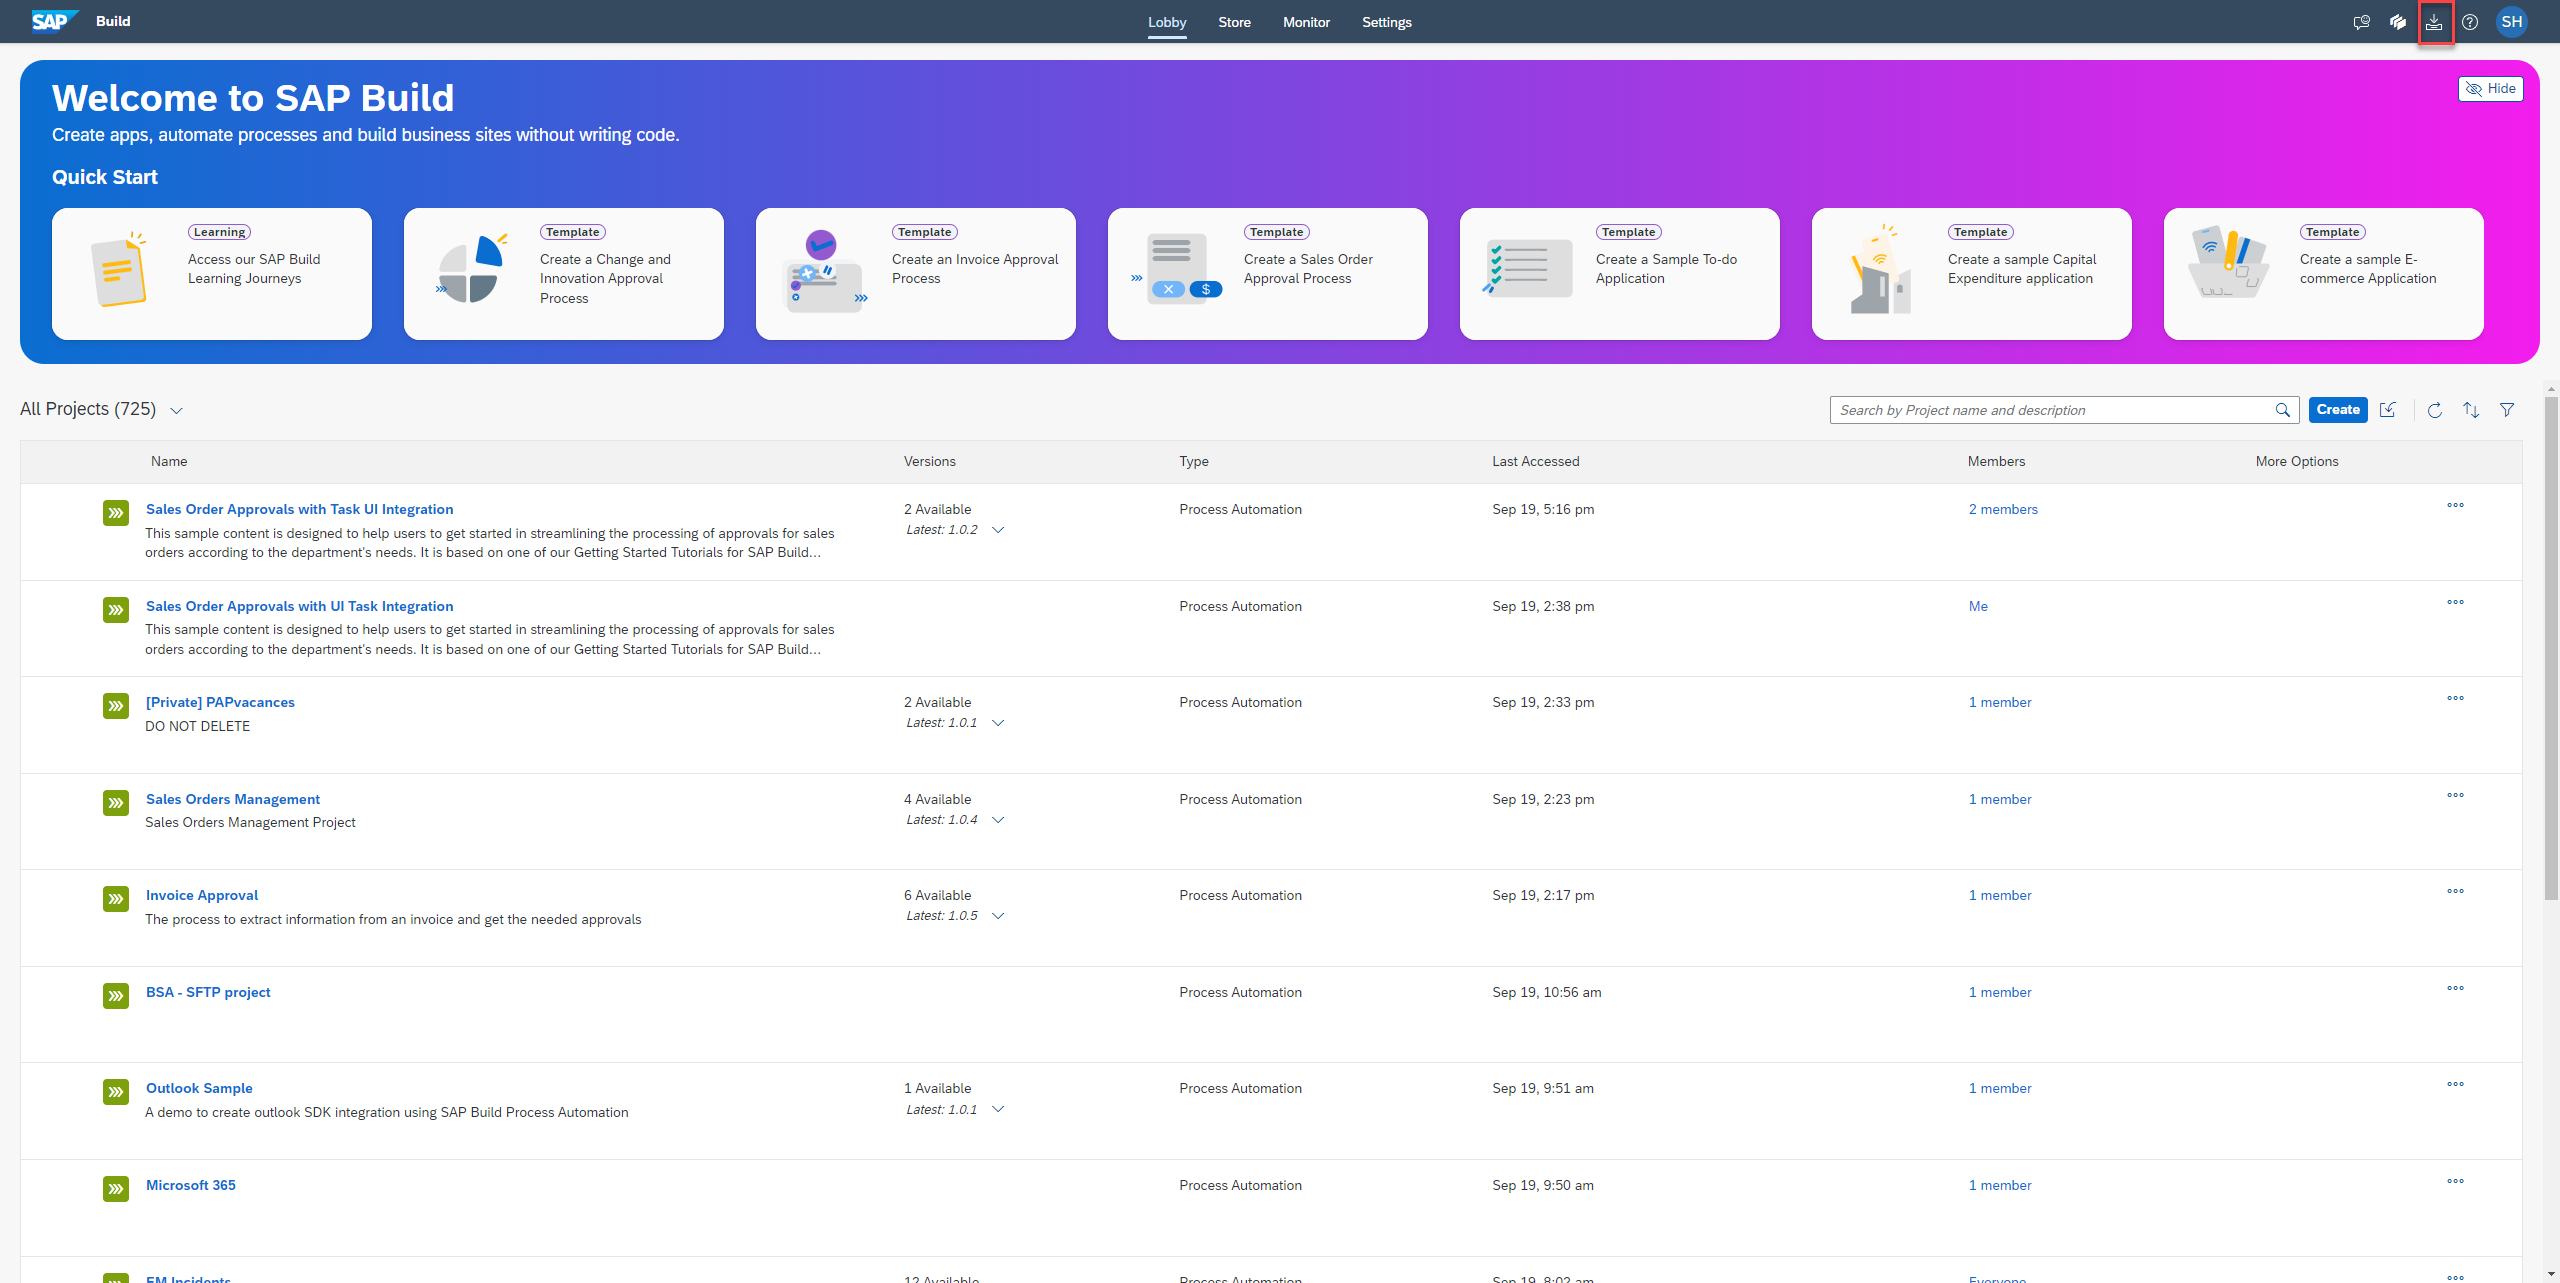 SAP Build
Lobby Store Monitor Settings
SH
Welcome to SAP Build
Hide
Create apps, automate processes and build business sites without writing code.
Quick Start
Learning
Access our SAP Build
Learning Journeys
Template
Create a Change and
Innovation Approval
Process
Template
Create an Invoice Approval
Process
Template
Create a Sales Order
Approval Process
Template
Create a Sample To-do
Application
Template
Create a sample Capital
Expenditure application
Template
Create a sample E-
commerce Application
All Projects (725)
Search by Project name and description
Create
Name Versions Type Last Accessed Members More Options
Sales Order Approvals with Task UI Integration 2 Available Process Automation Sep 19, 5:16 pm 2 members
Latest: 1.0.2
This sample content is designed to help users to get started in streamlining the processing of approvals for sales
orders according to the department's needs. It is based on one of our Getting Started Tutorials for SAP Build...
Sales Order Approvals with UI Task Integration Process Automation Sep 19, 2:38 pm Me
This sample content is designed to help users to get started in streamlining the processing of approvals for sales
orders according to the department's needs. It is based on one of our Getting Started Tutorials for SAP Build...
[Private] PAPvacances 2 Available Process Automation Sep 19, 2:33 pm 1 member
Latest: 1.0.1
DO NOT DELETE
Sales Orders Management 4 Available Process Automation Sep 19, 2:23 pm 1 member
Latest: 1.0.4
Sales Orders Management Project
Invoice Approval 6 Available Process Automation Sep 19, 2:17 pm 1 member
Latest: 1.0.5
The process to extract information from an invoice and get the needed approvals
BSA - SFTP project Process Automation Sep 19, 10:56 am 1 member
Outlook Sample 1 Available Process Automation Sep 19, 9:51 am 1 member
Latest: 1.0.1
A demo to create outlook SDK integration using SAP Build Process Automation
Microsoft 365 Process Automation Sep 19, 9:50 am 1 member
EM Incidents 12 Available Process Automation Sep 19, 8:02 am Everyone